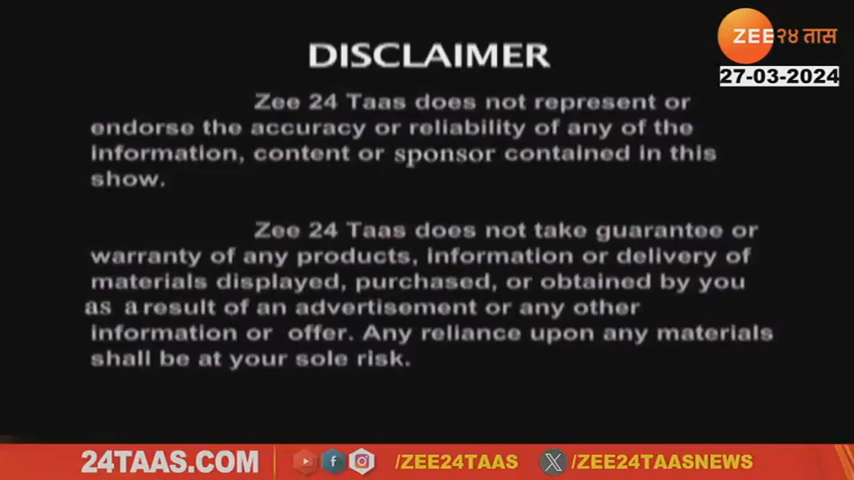 ZEE २४ तास
27-03-2024
DISCLAIMER
Zee 24 Taas does not represent or
endorse the accuracy or reliability of any of the
information, content or sponsor contained in this
show.
Zee 24 Taas does not take guarantee or
warranty of any products, information or delivery of
materials displayed, purchased, or obtained by you
as a result of an advertisement or any other
information or offer. Any reliance upon any materials
shall be at your sole risk.
24TAAS.COM /ZEE24TAAS /ZEE24TAASNEWS